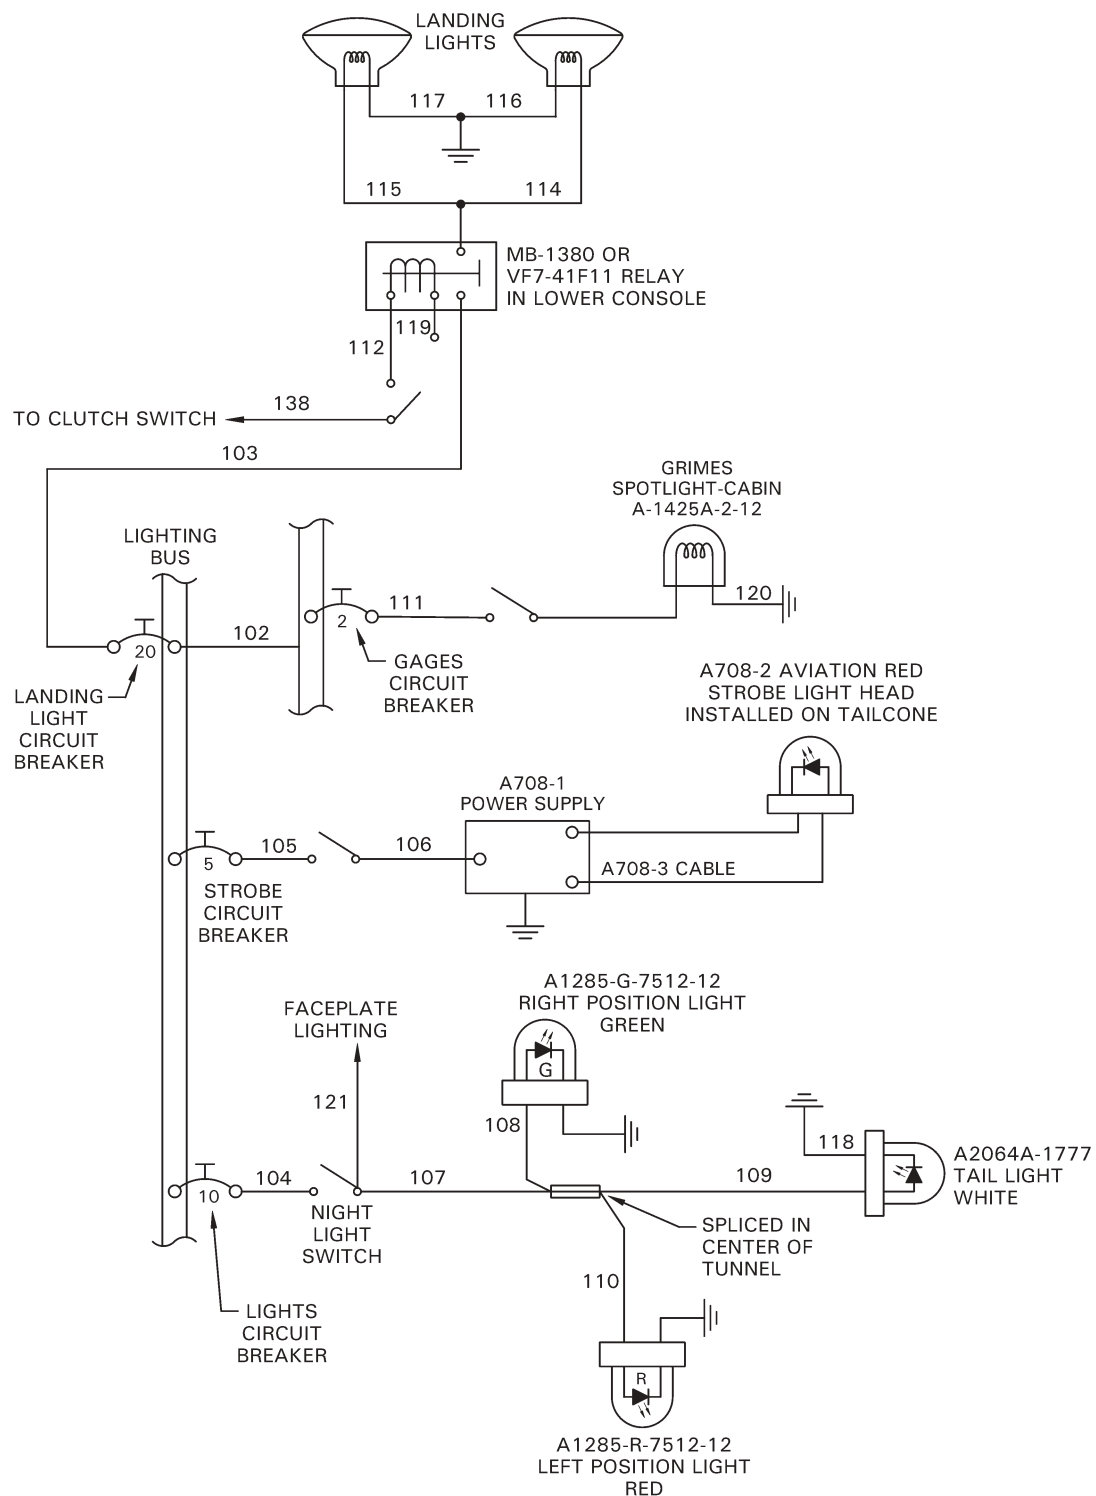 LANDING
LIGHTS
117
116
115
114
MB-1380 OR
VF7-41F11 RELAY
IN LOWER CONSOLE
119
112
138
TO CLUTCH SWITCH
103
GRIMES
SPOTLIGHT-CABIN
A-1425A-2-12
LIGHTING
BUS
111
120
2
102
20
GAGES
CIRCUIT
BREAKER
LANDING
LIGHT
CIRCUIT
BREAKER
A708-2 AVIATION RED
STROBE LIGHT HEAD
INSTALLED ON TAILCONE
A708-1
POWER SUPPLY
105
106
5
A708-3 CABLE
STROBE
CIRCUIT
BREAKER
A1285-G-7512-12
RIGHT POSITION LIGHT
GREEN
FACEPLATE
LIGHTING
G
121
108
118
A2064A-1777
TAIL LIGHT
WHITE
104
107
109
10
NIGHT
LIGHT
SWITCH
SPLICED IN
CENTER OF
TUNNEL
110
LIGHTS
CIRCUIT
BREAKER
R
A1285-R-7512-12
LEFT POSITION LIGHT
RED